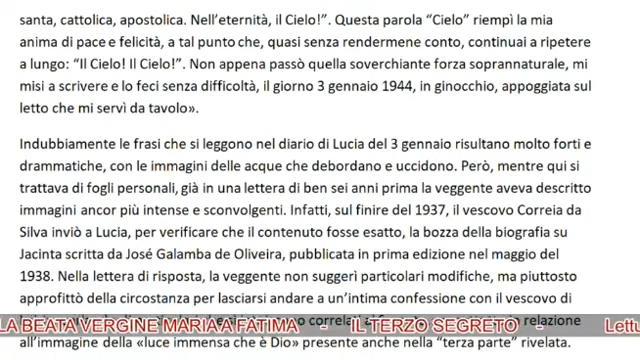 santa, cattolica, apostolica. Nell'eternità, il Cielo!”. Questa parola “Cielo” riempì la mia
anima di pace e felicità, a tal punto che, quasi senza rendermene conto, continuai a ripetere
a lungo: “Il Cielo! Il Cielo!”. Non appena passò quella soverchiante forza soprannaturale, mi
misi a scrivere e lo feci senza difficoltà, il giorno 3 gennaio 1944, in ginocchio, appoggiata sul
letto che mi servì da tavolo».
Indubbiamente le frasi che si leggono nel diario di Lucia del 3 gennaio risultano molto forti e
drammatiche, con le immagini delle acque che debordano e uccidono. Però, mentre qui si
trattava di fogli personali, già in una lettera di ben sei anni prima la veggente aveva descritto
immagini ancor più intense e sconvolgenti. Infatti, sul finire del 1937, il vescovo Correia da
Silva inviò a Lucia, per verificare che il contenuto fosse esatto, la bozza della biografia su
Jacinta scritta da José Galamba de Oliveira, pubblicata in prima edizione nel maggio del
1938. Nella lettera di risposta, la veggente non suggerì particolari modifiche, ma piuttosto
approfittò della circostanza per lasciarsi andare a un'intima confessione con il vescovo di
relazione
LA BEATA VERGINE MARIA A FATIMA - IL TERZO SEGRETO - Lettu
all'immagine della «luce immensa che è Dio» presente anche nella “terza parte” rivelata.